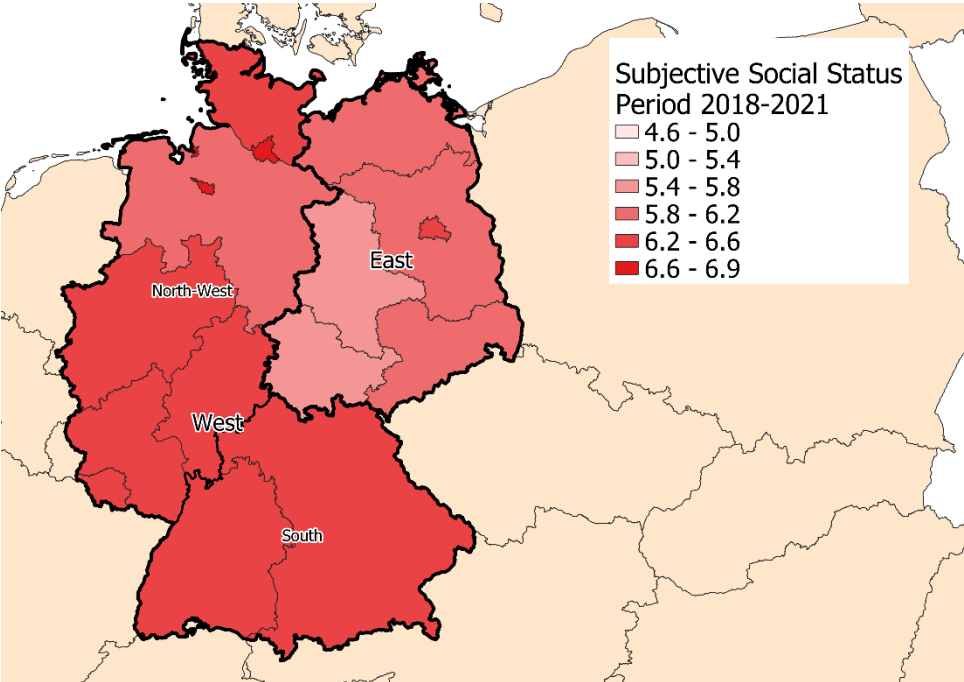 Subjective Social Status
Period 2018-2021
4.6 - 5.0
5.0 - 5.4
5.4 - 5.8
5.8 - 6.2
6.2 - 6.6
6.6 - 6.9
East
North-West
West
South